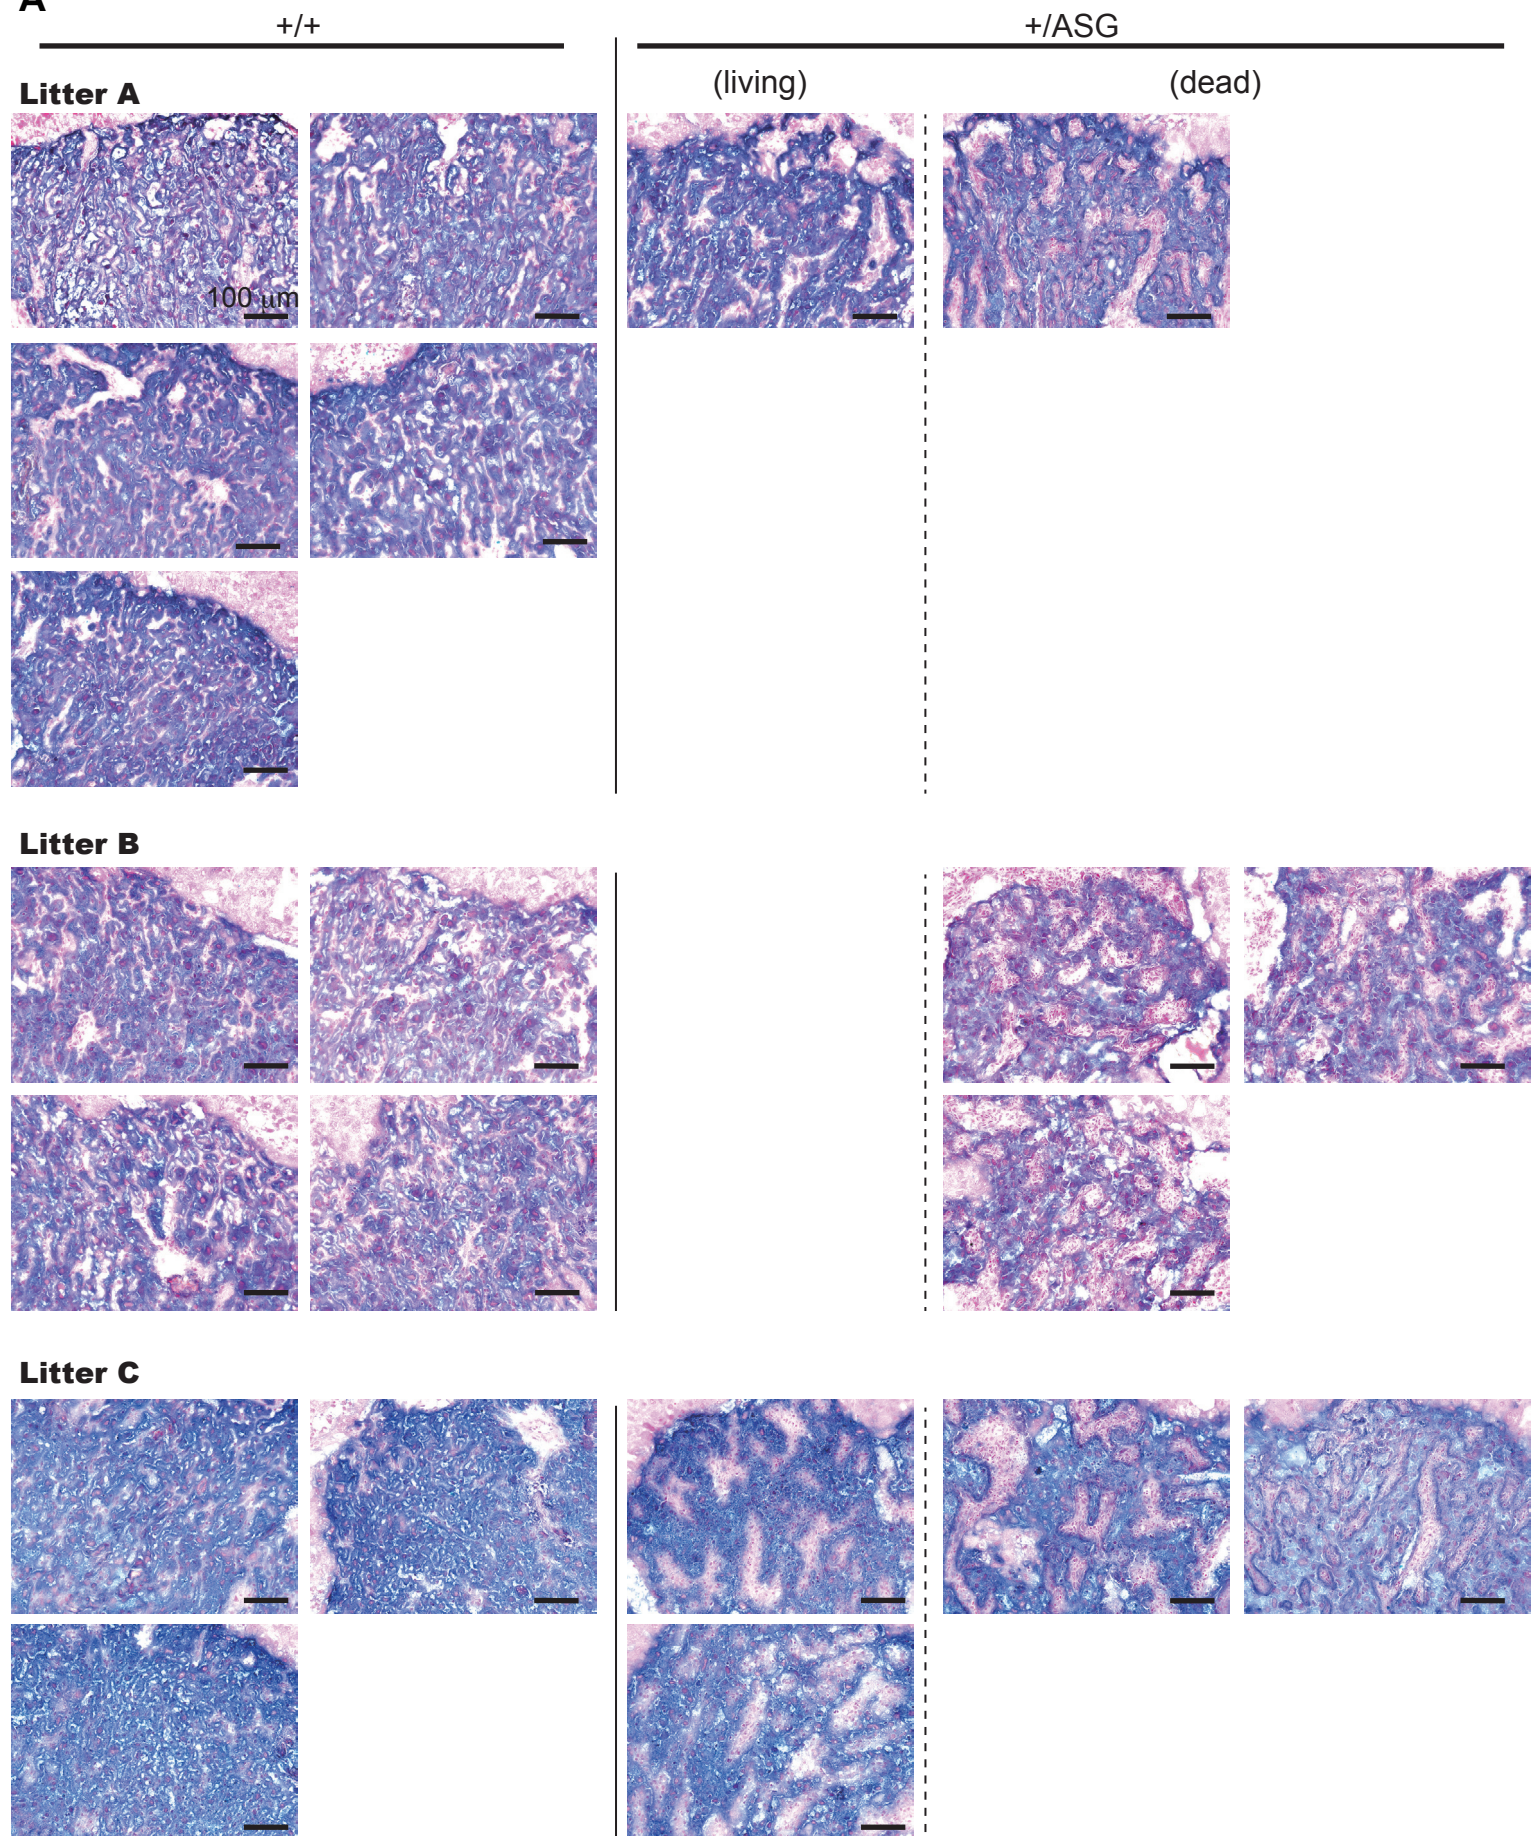 A
+/+
+/ASG
(living)
(dead)
Litter A
100 μm
Litter B
Litter C